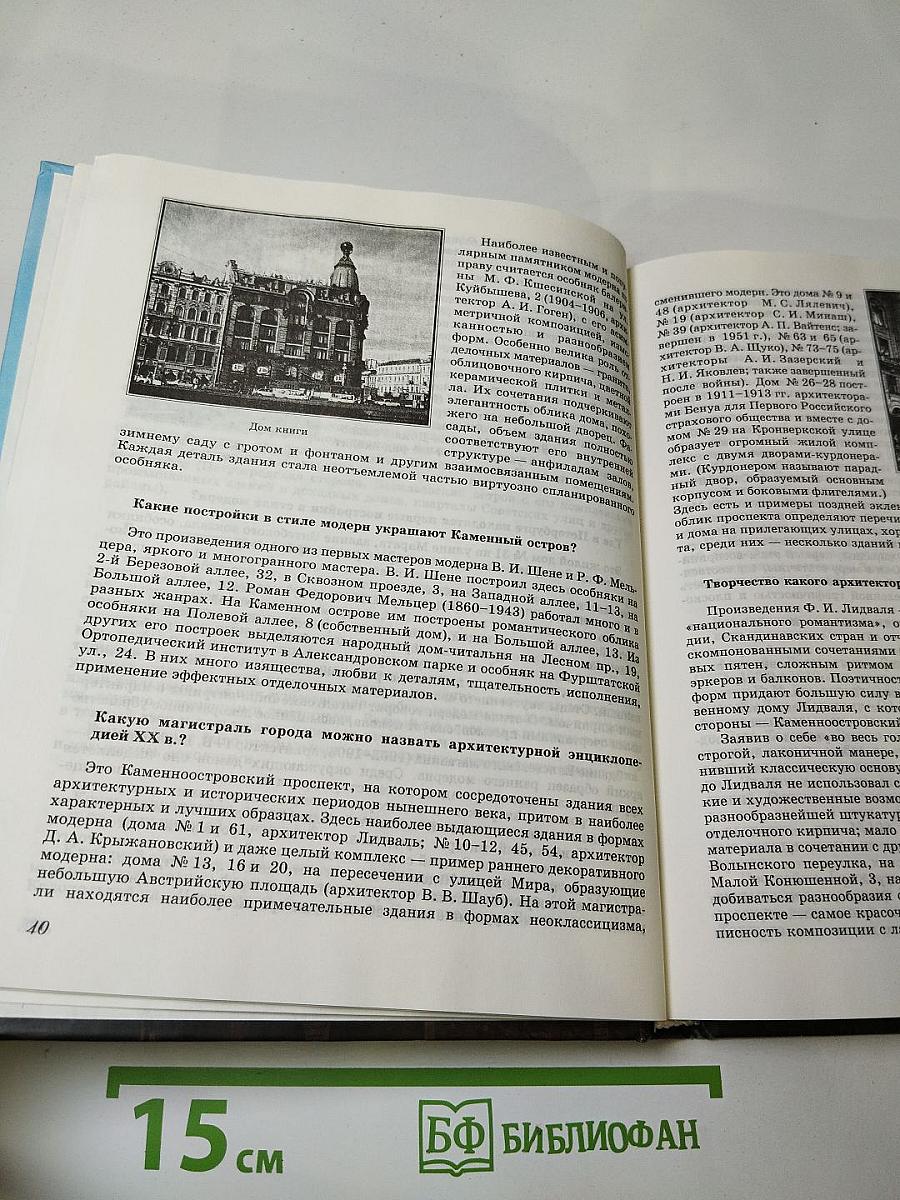 Наиболее известным и
лярным памятником модерна
праву считается особняк балери-
ны М. Ф. Кшесинской на ул.
Куйбышева, 2 (1904–1906, архи-
тектор А. И. Гоген), с его асим-
метричной композицией,
канностью и разнообразием
форм. Особенно велика роль от-
делочных материалов — гранита,
облицовочного кирпича, цветной
керамической плитки и метал-
ла. Их сочетания подчеркивают
элегантность облика дома, похо-
жего на небольшой дворец. Фа-
сады, объем здания полностью
соответствуют его внутренней
структуре — анфиладам залов,
Дом книги
зимнему саду с гротом и фонтаном и другим взаимосвязанным помещениям.
Каждая деталь здания стала неотъемлемой частью виртуозно спланированного
особняка.
Какие постройки в стиле модерн украшают Каменный остров?
Это произведения одного из первых мастеров модерна В. И. Шене и Р. Ф. Мель-
цера, яркого и многогранного мастера. В. И. Шене построил здесь особняки на
2-й Березовой аллее, 32, в Сквозном проезде, 3, на Западной аллее, 11–13, на
Большой аллее, 12. Роман Федорович Мельцер (1860–1943) работал много и в
разных жанрах. На Каменном острове им построены романтического облика
особняки на Полевой аллее, 8 (собственный дом), и на Большой аллее, 13. Из
других его построек выделяются народный дом-читальня на Лесном пр., 19,
Ортопедический институт в Александровском парке и особняк на Фурштатской
ул., 24. В них много изящества, любви к деталям, тщательность исполнения,
применение эффектных отделочных материалов.
Какую магистраль города можно назвать архитектурной энциклопе-
дией XX в.?
Это Каменноостровский проспект, на котором сосредоточены здания всех
архитектурных и исторических периодов нынешнего века, притом в наиболее
характерных и лучших образцах. Здесь наиболее выдающиеся здания в формах
модерна (дома № 1 и 61, архитектор Лидваль; № 10–12, 45, 54, архитектор
Д. А. Крыжановский) и даже целый комплекс — пример раннего декоративного
модерна: дома № 13, 16 и 20, на пересечении с улицей Мира, образующие
небольшую Австрийскую площадь (архитектор В. В. Шауб). На этой магистра-
ли находятся наиболее примечательные здания в формах неоклассицизма,
40
сменившего модерн. Это дома № 9 и
48 (архитектор М. С. Лялевич),
№ 19 (архитектор С. И. Минаш),
№ 39 (архитектор А. П. Вайтенс; за-
вершен в 1951 г.), № 63 и 65 (ар-
хитектор В. А. Щуко), № 73–75 (ар-
хитекторы А. И. Зазерский и
Н. И. Яковлев; также завершенный
после войны). Дом № 26–28 пост-
роен в 1911–1913 гг. архитектора-
ми Бенуа для Первого Российского
страхового общества и вместе с до-
мом № 29 на Кронверкской улице
образует огромный жилой комп-
лекс с двумя дворами-курдонера-
ми. (Курдонером называют парад-
ный двор, образуемый основным
корпусом и боковыми флигелями.)
Здесь есть и примеры поздней
облик проспекта определяют
и дома на прилегающих улицах,
та, среди них — несколько зданий
Творчество какого
Произведения Ф. И. Лидваля
«национального романтизма»,
дии, Скандинавских стран и
скомпонованными сочетаниями
вых пятен, сложным ритмом
эркеров и балконов.
форм придают большую силу
венному дому Лидваля, с
стороны —
Заявив о себе «во весь
строгой, лаконичной манере,
нивший классическую основу
до Лидваля не использовал
кие и художественные
разнообразнейшей
отделочного кирпича; мало
материала в сочетании с
Волынского переулка, на
Малой Конюшенной, 3, на
добиваться разнообразия
проспекте — самое
писность композиции с
15 см
БФ БИБЛИОФАН